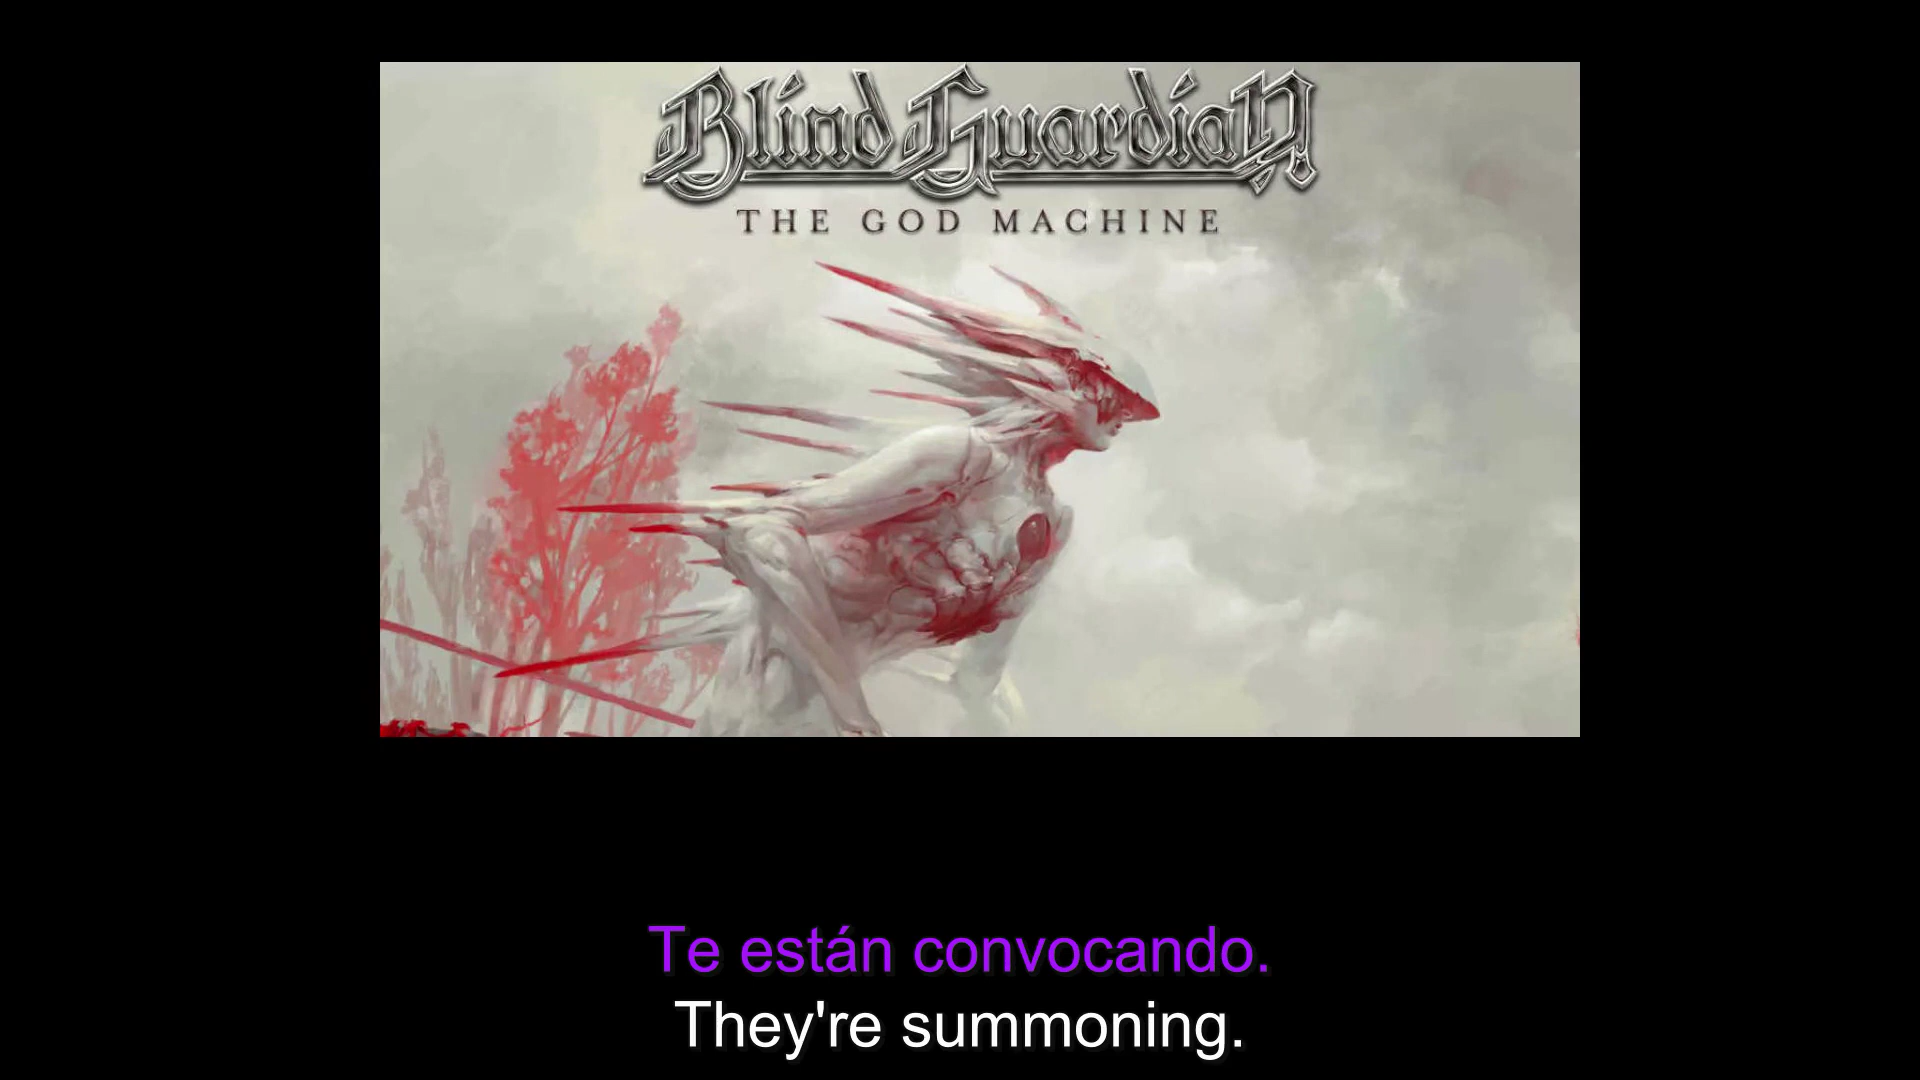 Blind Guardian
THE GOD MACHINE
Te están convocando.
They're summoning.